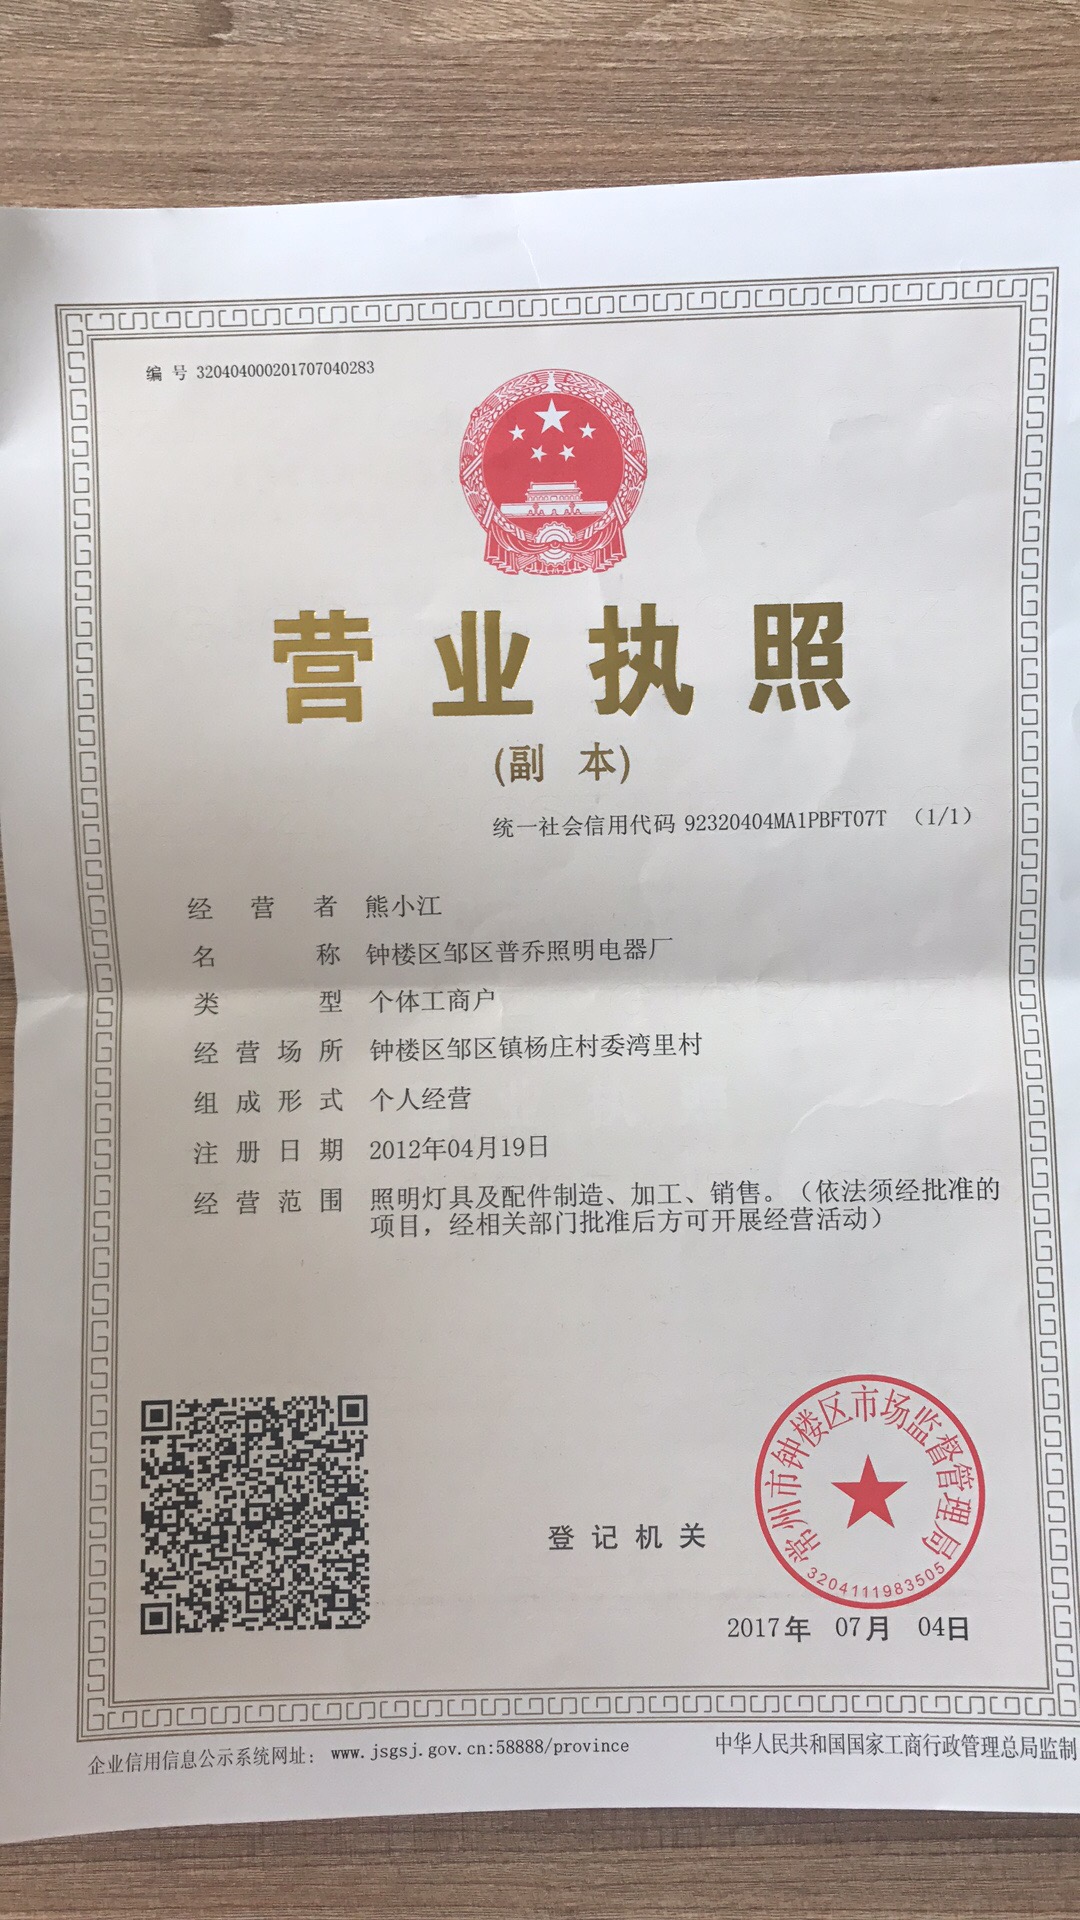 编 号 320404000201707040283
营业执照
(副 本)
统一社会信用代码 92320404MA1PBFT07T （1/1）
经营者 熊小江
名称 钟楼区邹区普乔照明电器厂
类型 个体工商户
经营场所 钟楼区邹区镇杨庄村委湾里村
组成形式 个人经营
注册日期 2012年04月19日
经营范围 照明灯具及配件制造、加工、销售。（依法须经批准的
项目，经相关部门批准后方可开展经营活动）
常州市钟楼区市场监督管理局
3204111983505
登记机关
2017年 07月 04日
企业信用信息公示系统网址： www.jsgsj.gov.cn:58888/province
中华人民共和国国家工商行政管理总局监制